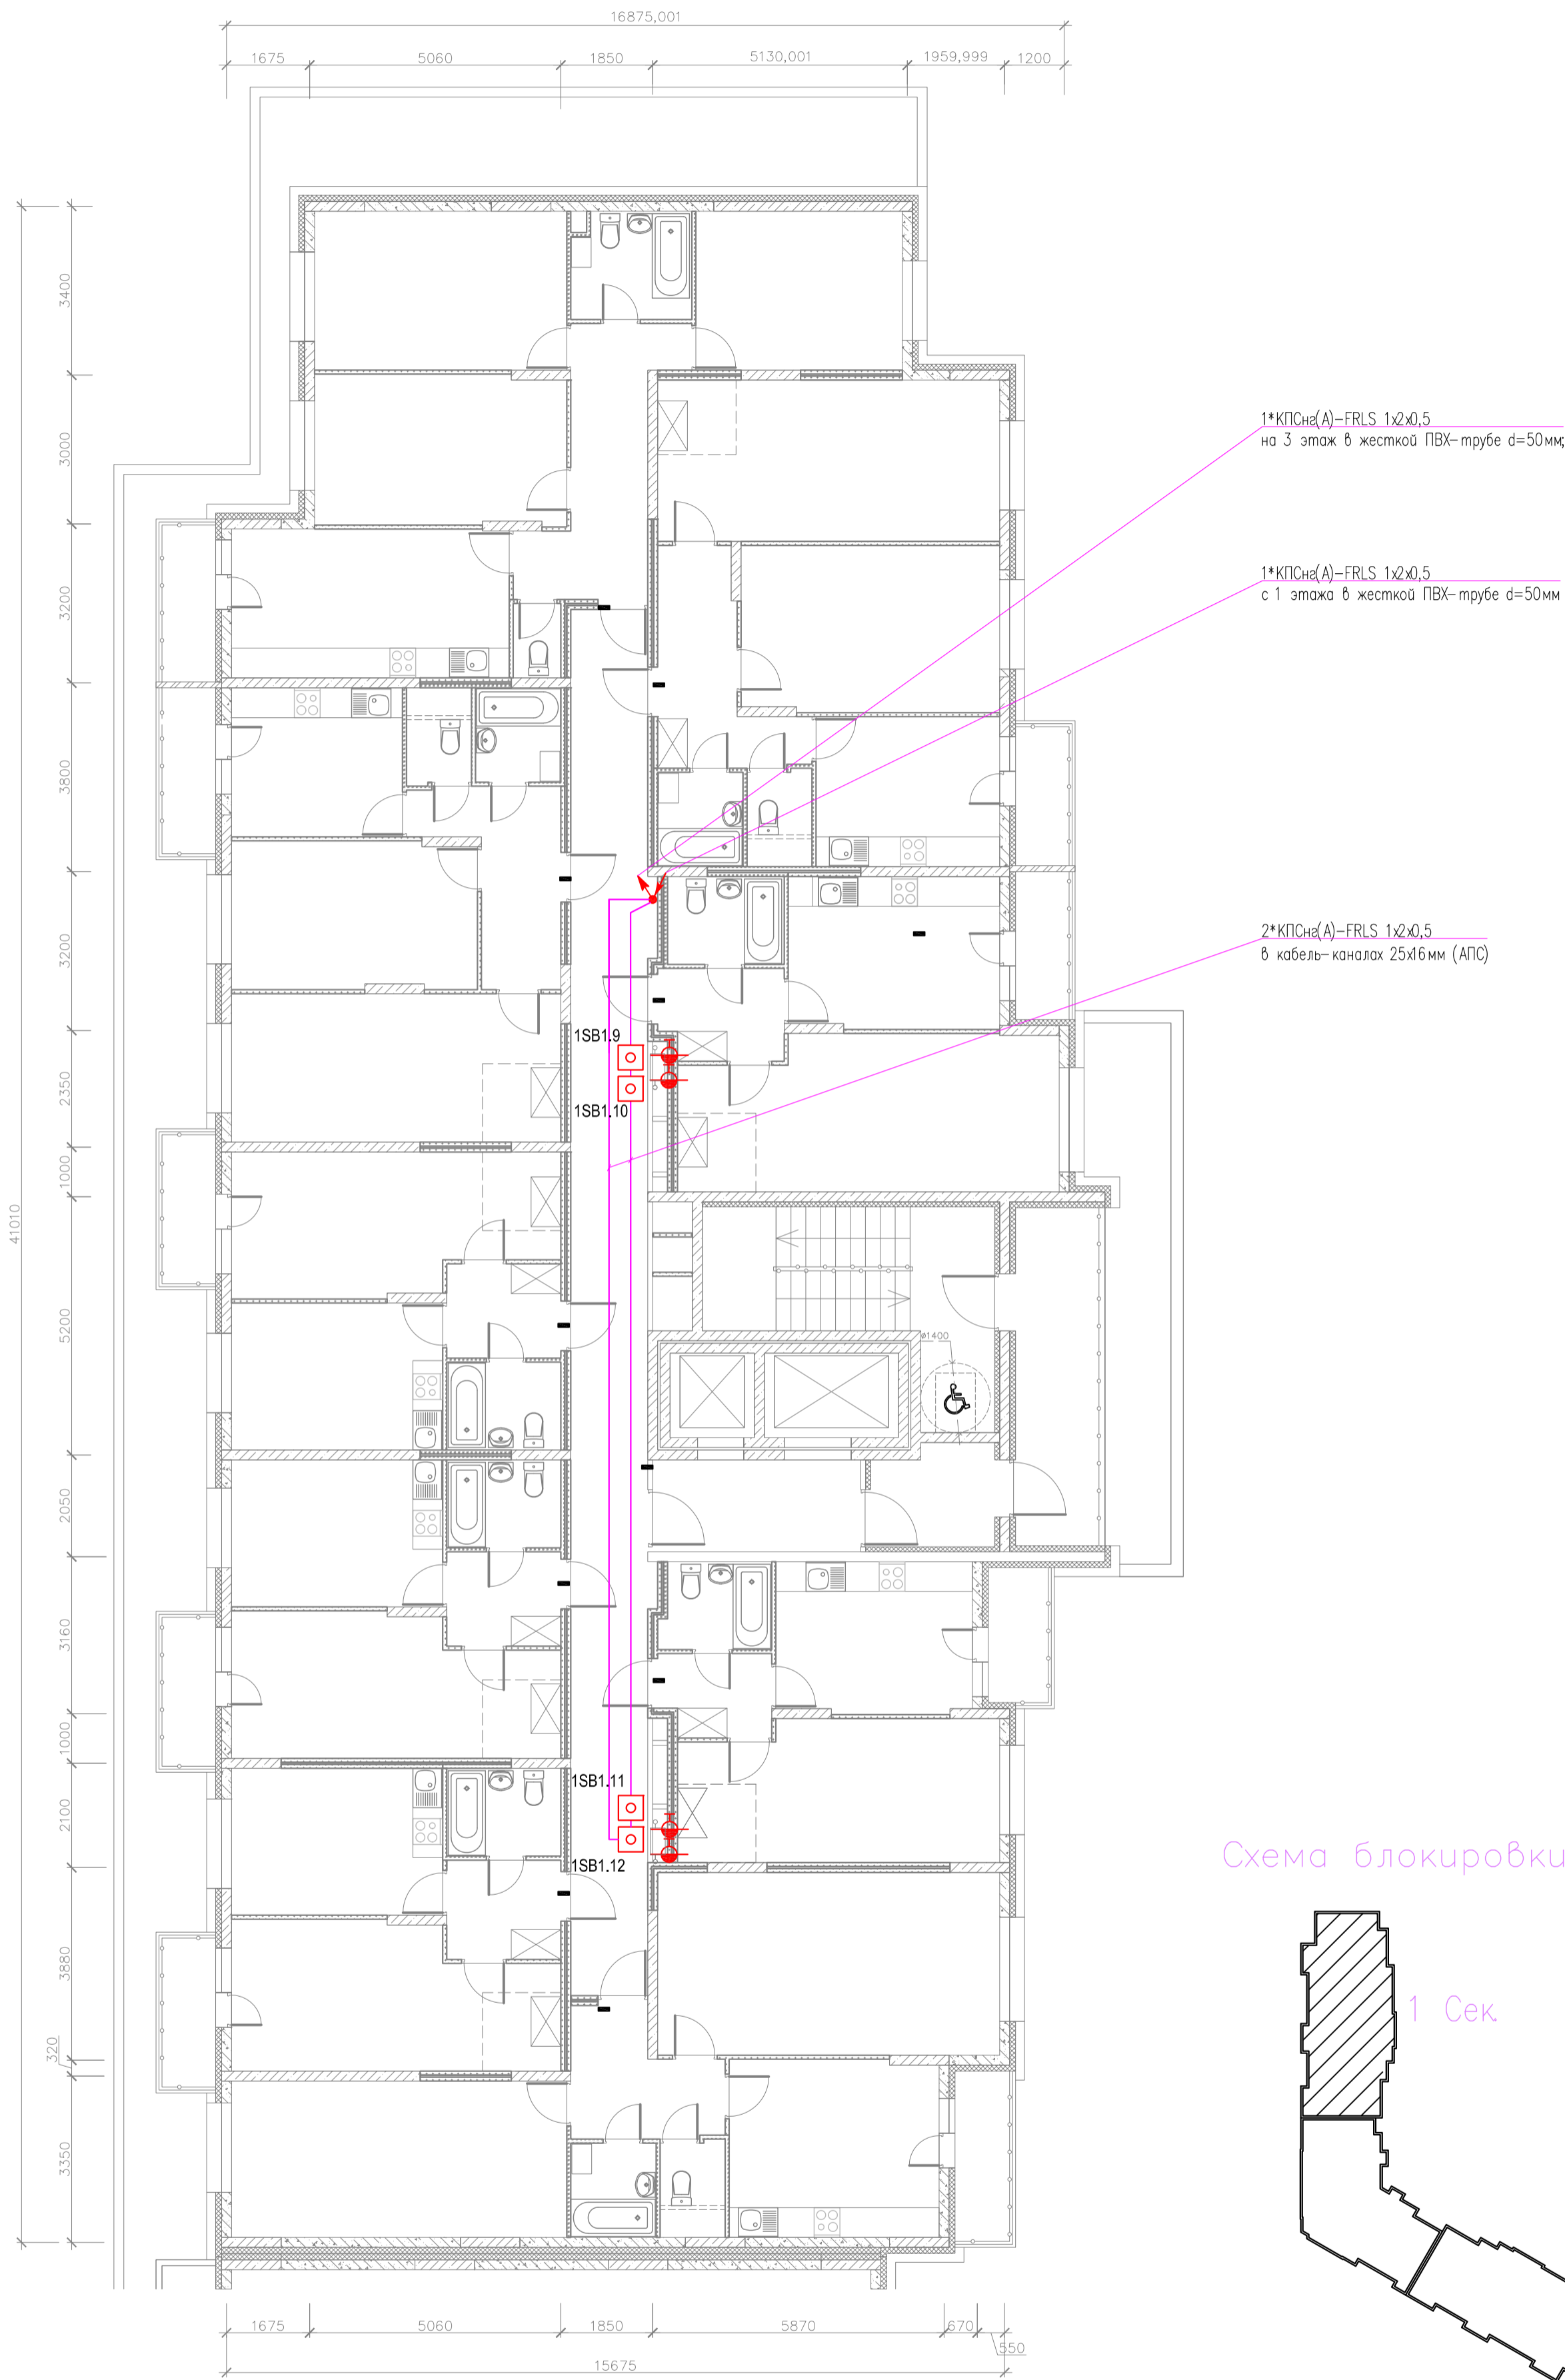 16875,001
1675 5060 1850 5130,001 1959,999 1200
41010
3400
3000
3200
3800
3200
2350
1000
5200
2050
3160
1000
2100
3880
320
3350
1*КПСнг(А)-FRLS 1х2х0,5
на 3 этаж в жесткой ПВХ-трубе d=50мм;
1*КПСнг(А)-FRLS 1х2х0,5
с 1 этажа в жесткой ПВХ-трубе d=50мм
2*КПСнг(А)-FRLS 1х2х0,5
в кабель-каналах 25х16мм (АПС)
1SB1.9
1SB1.10
ø1400
1SB1.11
1SB1.12
Схема блокировки
1 Сек.
1675 5060 1850 5870 670
550
15675